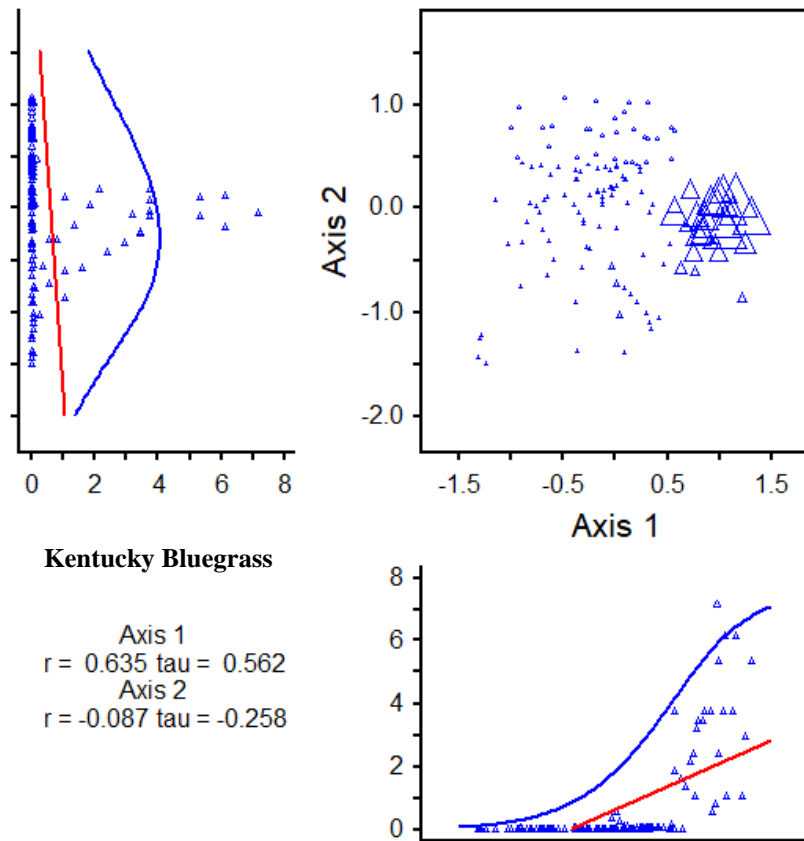 1.0
0.0
-1.0
-2.0
Axis 2
0 2 4 6 8
-1.5 -0.5 0.5 1.5
Axis 1
Kentucky Bluegrass
Axis 1
r = 0.635 tau = 0.562
Axis 2
r = -0.087 tau = -0.258
8
6
4
2
0